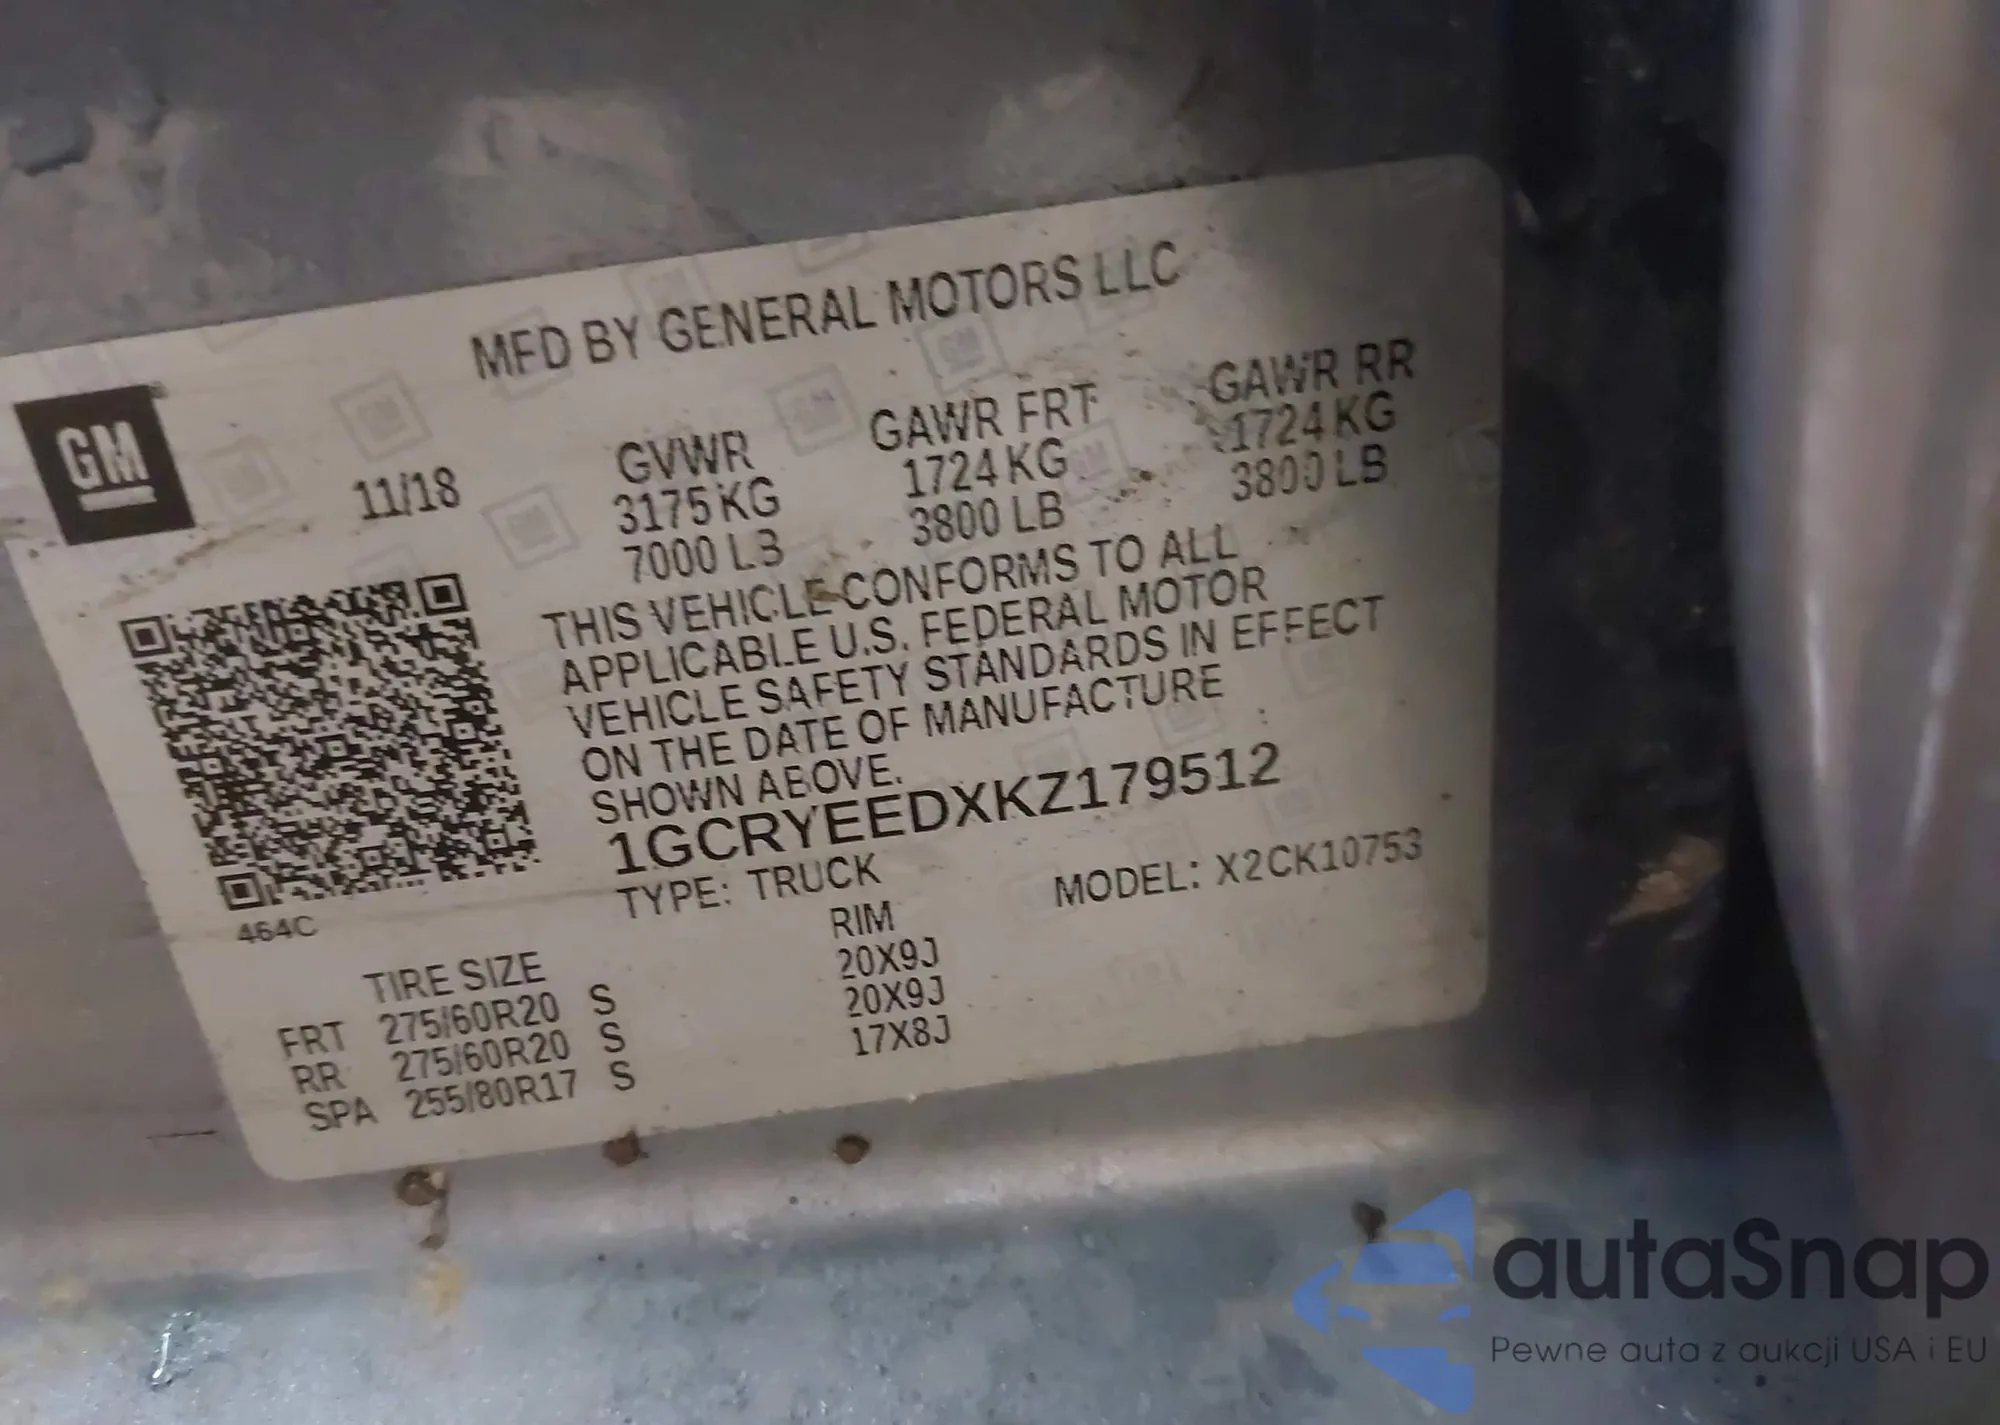 MFD BY GENERAL MOTORS LLC
GM
11/18
GVWR GAWR FRT GAWR RR
3175 KG 1724 KG 1724 KG
7000 LB 3800 LB 3800 LB
THIS VEHICLE CONFORMS TO ALL
APPLICABLE U.S. FEDERAL MOTOR
VEHICLE SAFETY STANDARDS IN EFFECT
ON THE DATE OF MANUFACTURE
SHOWN ABOVE.
1GCRYEEDXKZ179512
TYPE: TRUCK MODEL: X2CK10753
464C
TIRE SIZE RIM
FRT 275/60R20 S 20X9J
RR 275/60R20 S 20X9J
SPA 255/80R17 S 17X8J
autaSnap
Pewne auta z aukcji USA i EU